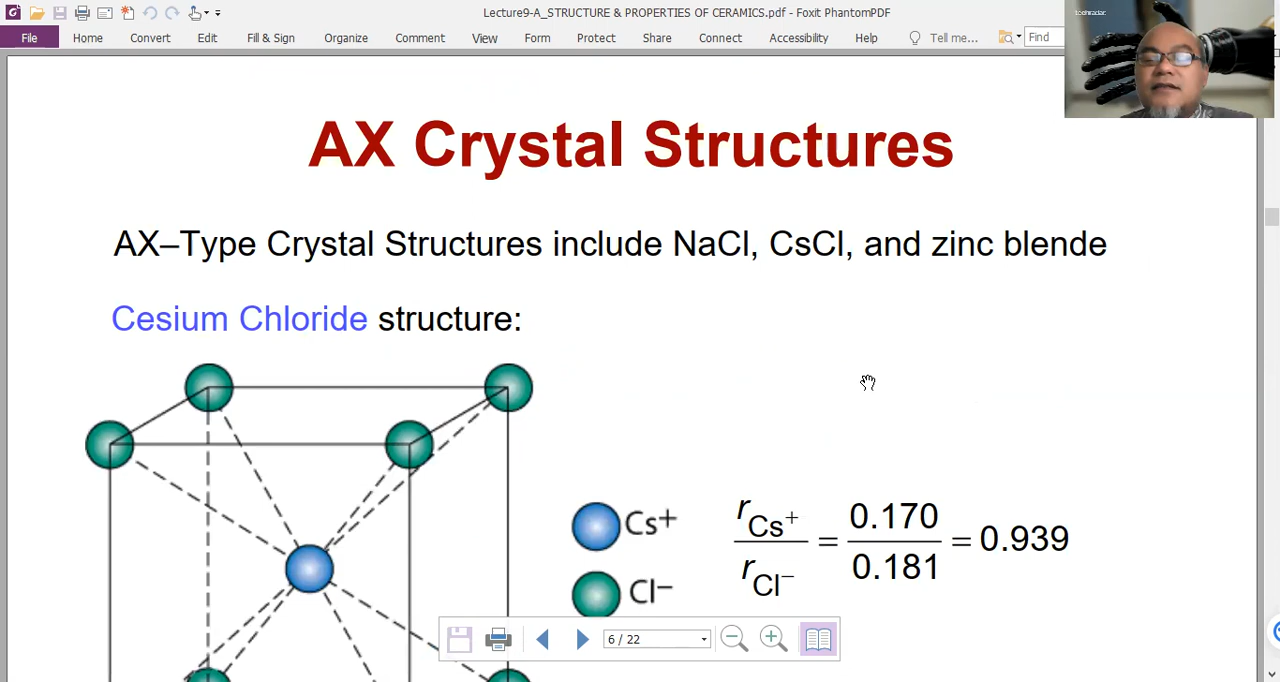 Lecture9-A_STRUCTURE & PROPERTIES OF CERAMICS.pdf - Foxit PhantomPDF
File Home Convert Edit Fill & Sign Organize Comment View Form Protect Share Connect Accessibility Help Tell me... Find
AX Crystal Structures
AX–Type Crystal Structures include NaCl, CsCl, and zinc blende
Cesium Chloride structure:
Cs+
Cl−
r Cs+ / r Cl− = 0.170 / 0.181 = 0.939
6 / 22